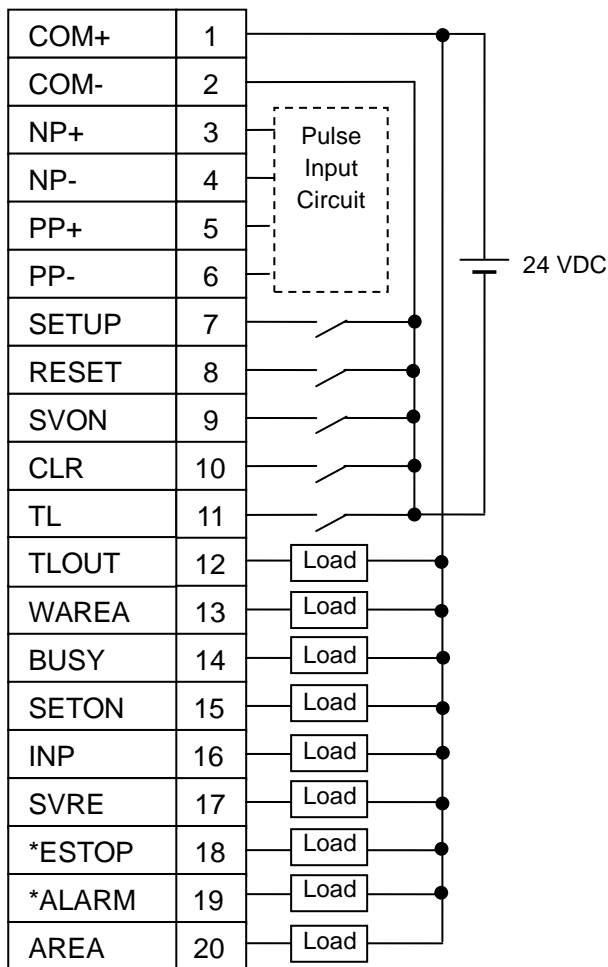 COM+ 1
COM- 2
NP+ 3
NP- 4
PP+ 5
PP- 6
Pulse
Input
Circuit
24 VDC
SETUP 7
RESET 8
SVON 9
CLR 10
TL 11
TLOUT 12 Load
WAREA 13 Load
BUSY 14 Load
SETON 15 Load
INP 16 Load
SVRE 17 Load
*ESTOP 18 Load
*ALARM 19 Load
AREA 20 Load